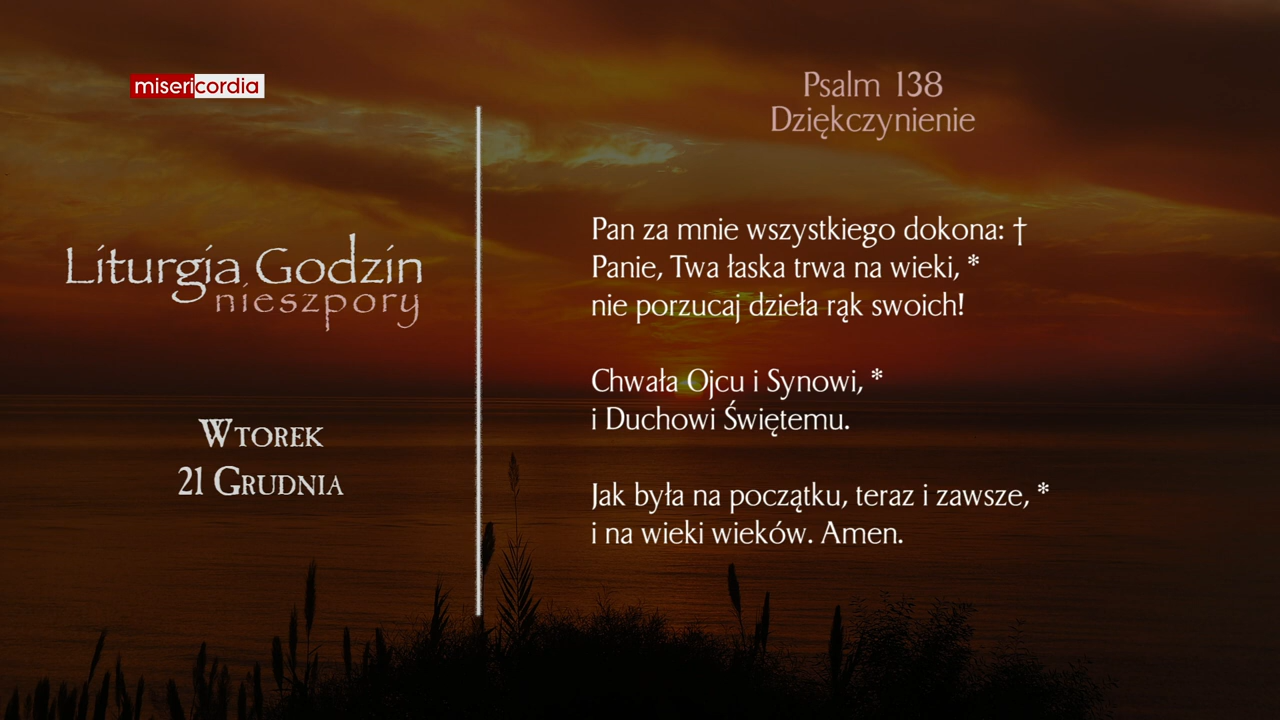 misericordia
Liturgia Godzin
nieszpory
Wtorek
21 Grudnia
Psalm 138
Dziękczynienie
Pan za mnie wszystkiego dokona: †
Panie, Twa łaska trwa na wieki, *
nie porzucaj dzieła rąk swoich!
Chwała Ojcu i Synowi, *
i Duchowi Świętemu.
Jak była na początku, teraz i zawsze, *
i na wieki wieków. Amen.